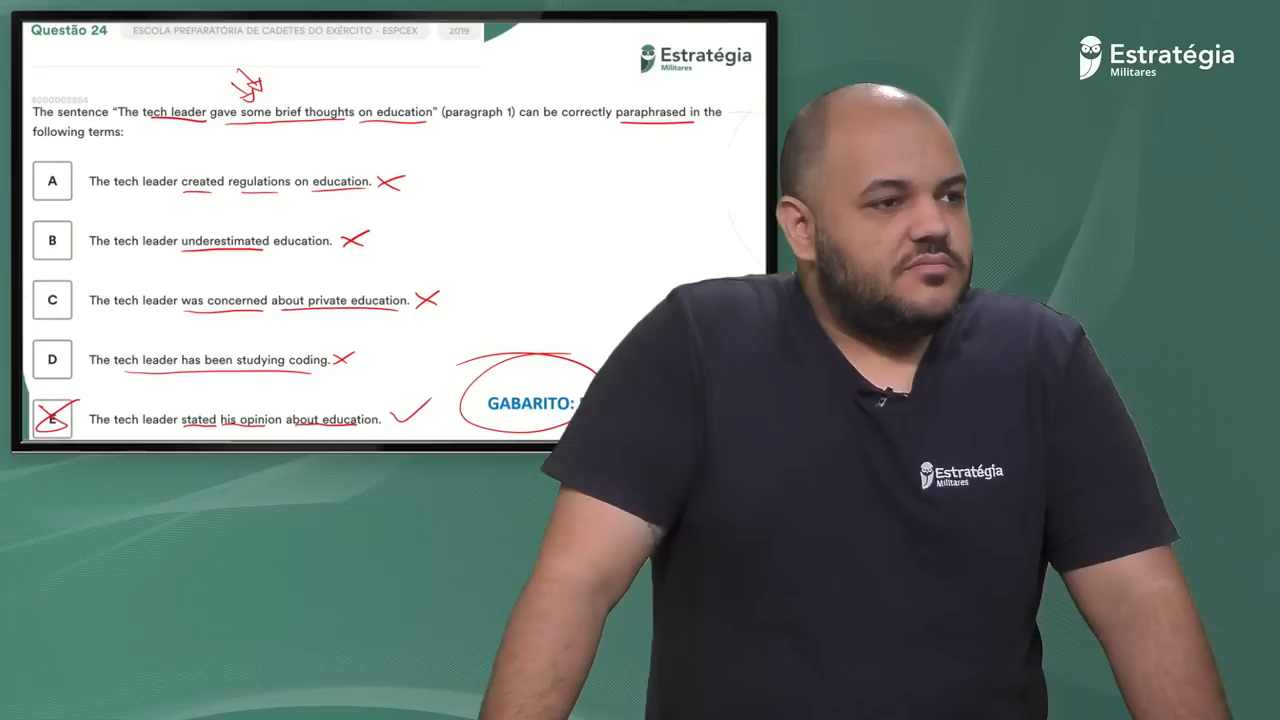 Questão 24
ESCOLA PREPARATÓRIA DE CADETES DO EXÉRCITO - ESPCEX
2019
Estratégia
Militares
4000002854
The sentence “The tech leader gave some brief thoughts on education” (paragraph 1) can be correctly paraphrased in the
following terms:
A
The tech leader created regulations on education.
B
The tech leader underestimated education.
C
The tech leader was concerned about private education.
D
The tech leader has been studying coding.
E
The tech leader stated his opinion about education.
GABARITO:
Estratégia
Militares
Estratégia
Militares